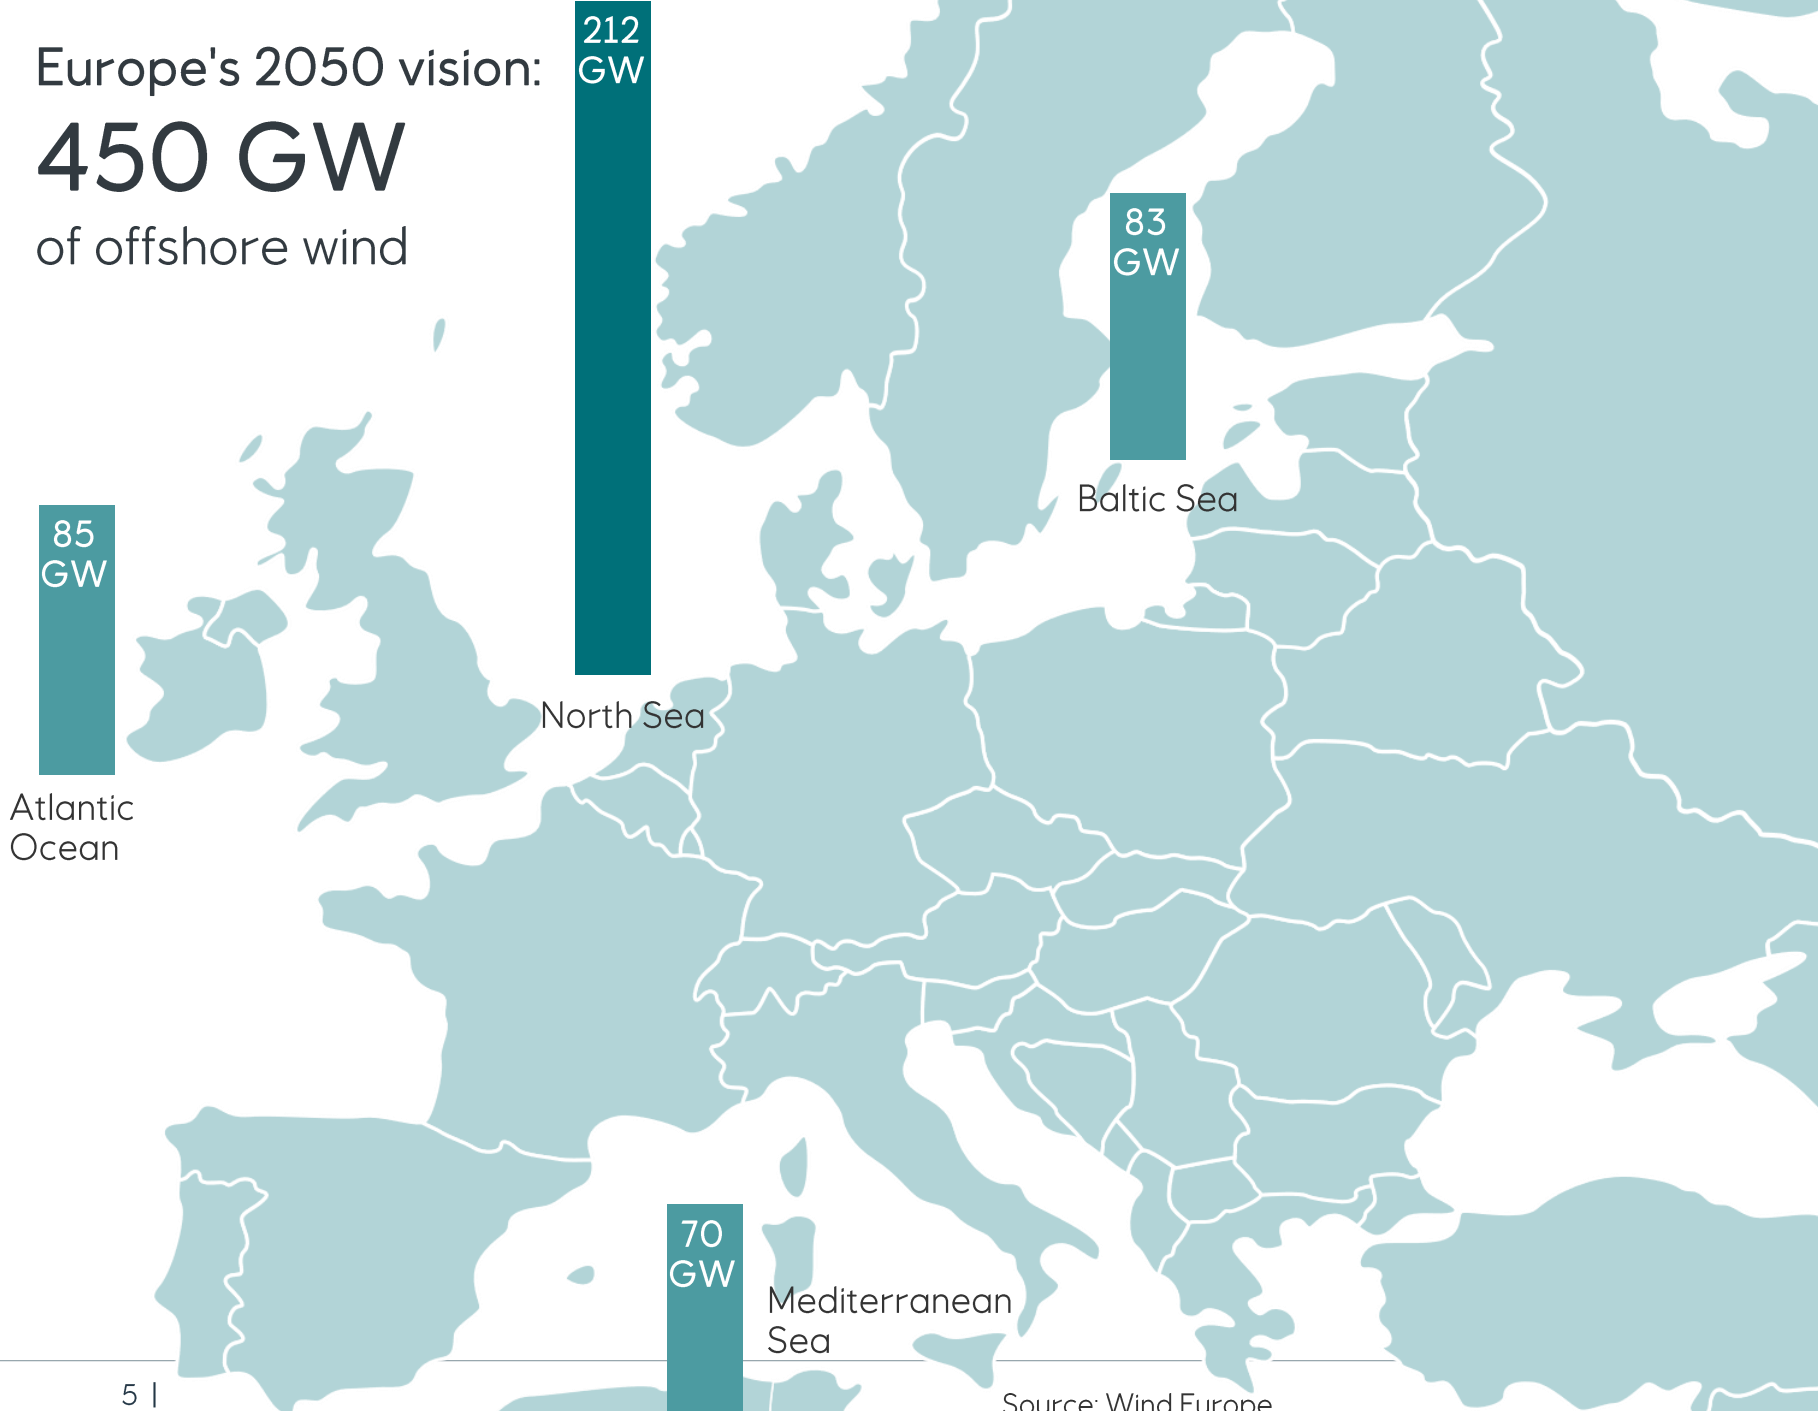 Europe's 2050 vision:
450 GW
of offshore wind
212
GW
83
GW
Baltic Sea
85
GW
North Sea
Atlantic
Ocean
70
GW
Mediterranean
Sea
5 |
Source: Wind Europe